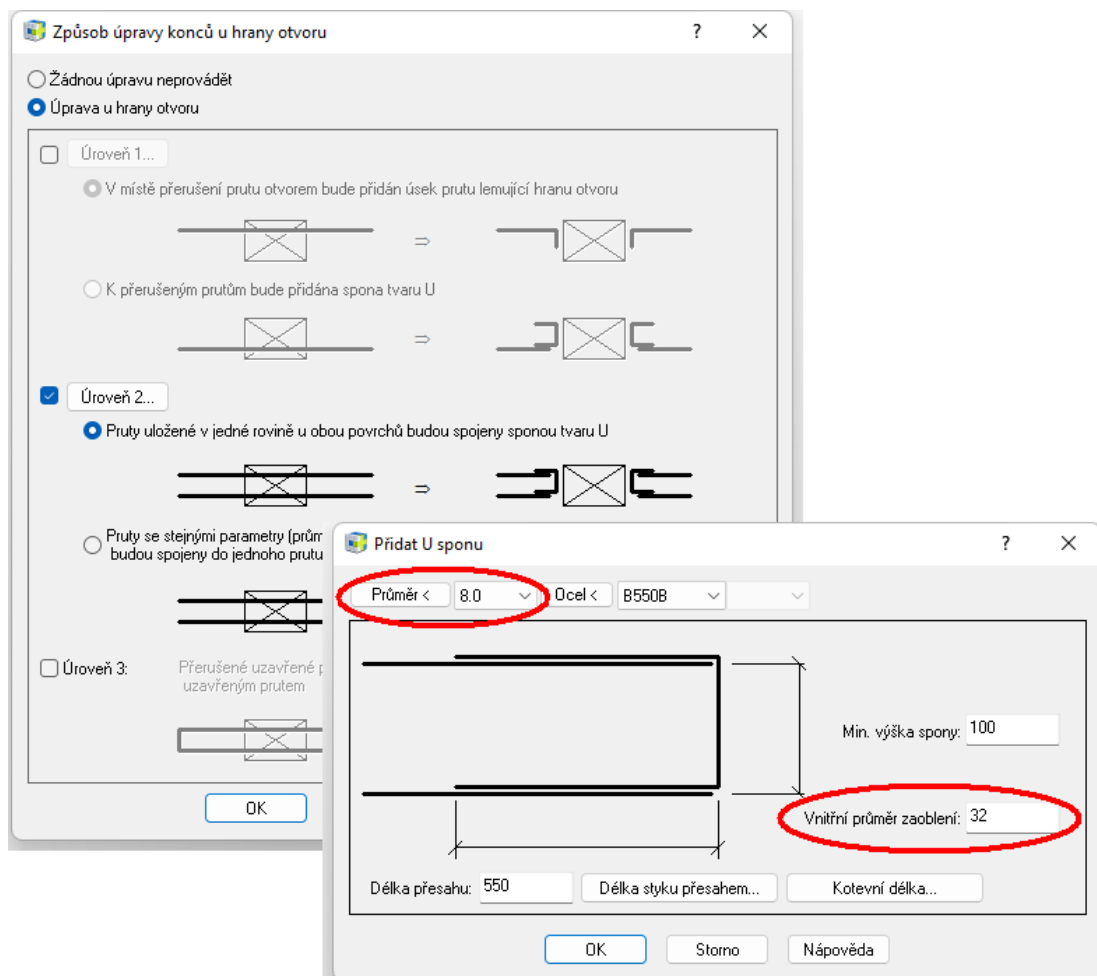 Způsob úpravy konců u hrany otvoru
?
Žádnou úpravu neprovádět
Úprava u hrany otvoru
Úroveň 1...
V místě přerušení prutu otvorem bude přidán úsek prutu lemující hranu otvoru
K přerušeným prutům bude přidána spona tvaru U
Úroveň 2...
Pruty uložené v jedné rovině u obou povrchů budou spojeny sponou tvaru U
Pruty se stejnými parametry (prům
budou spojeny do jednoho prutu
Úroveň 3:
Přerušené uzavřené p
uzavřeným prutem
OK
Přidat U sponu
?
Průměr <
8.0
Ocel <
B550B
Min. výška spony:
100
Vnitřní průměr zaoblení:
32
Délka přesahu:
550
Délka styku přesahem...
Kotevní délka...
OK
Storno
Nápověda